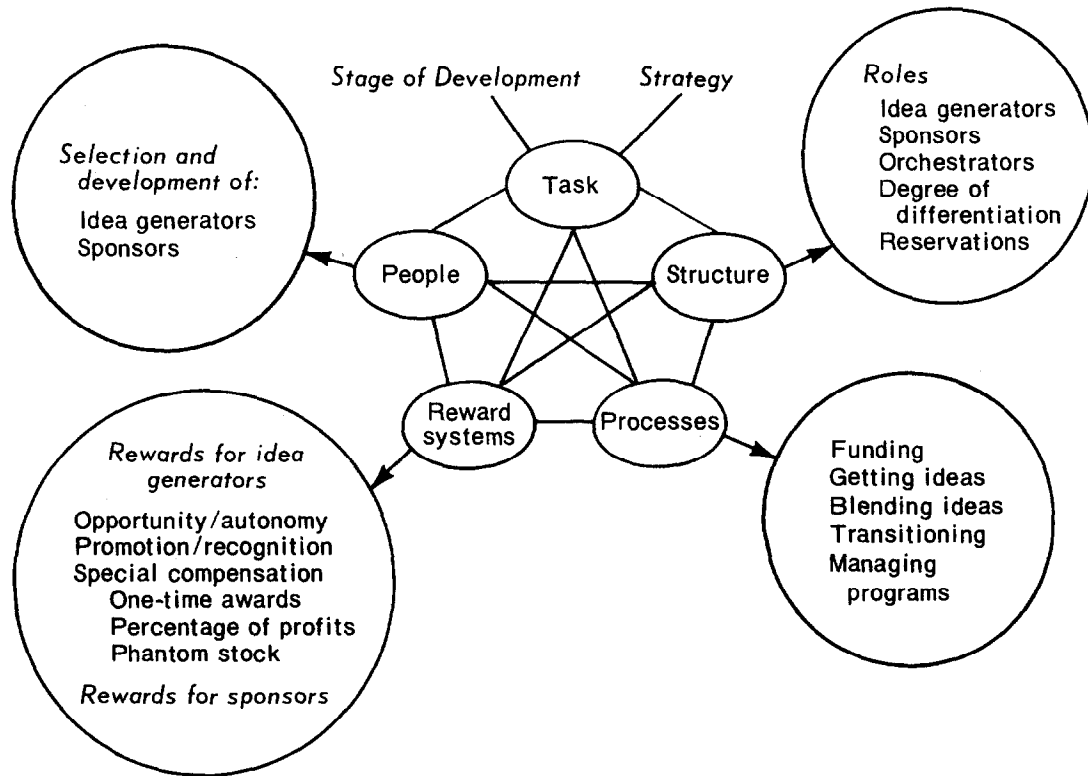 Stage of Development
Strategy
Task
People
Structure
Reward
systems
Processes
Selection and
development of:
Idea generators
Sponsors
Roles
Idea generators
Sponsors
Orchestrators
Degree of
differentiation
Reservations
Rewards for idea
generators
Opportunity/autonomy
Promotion/recognition
Special compensation
One-time awards
Percentage of profits
Phantom stock
Rewards for sponsors
Funding
Getting ideas
Blending ideas
Transitioning
Managing
programs